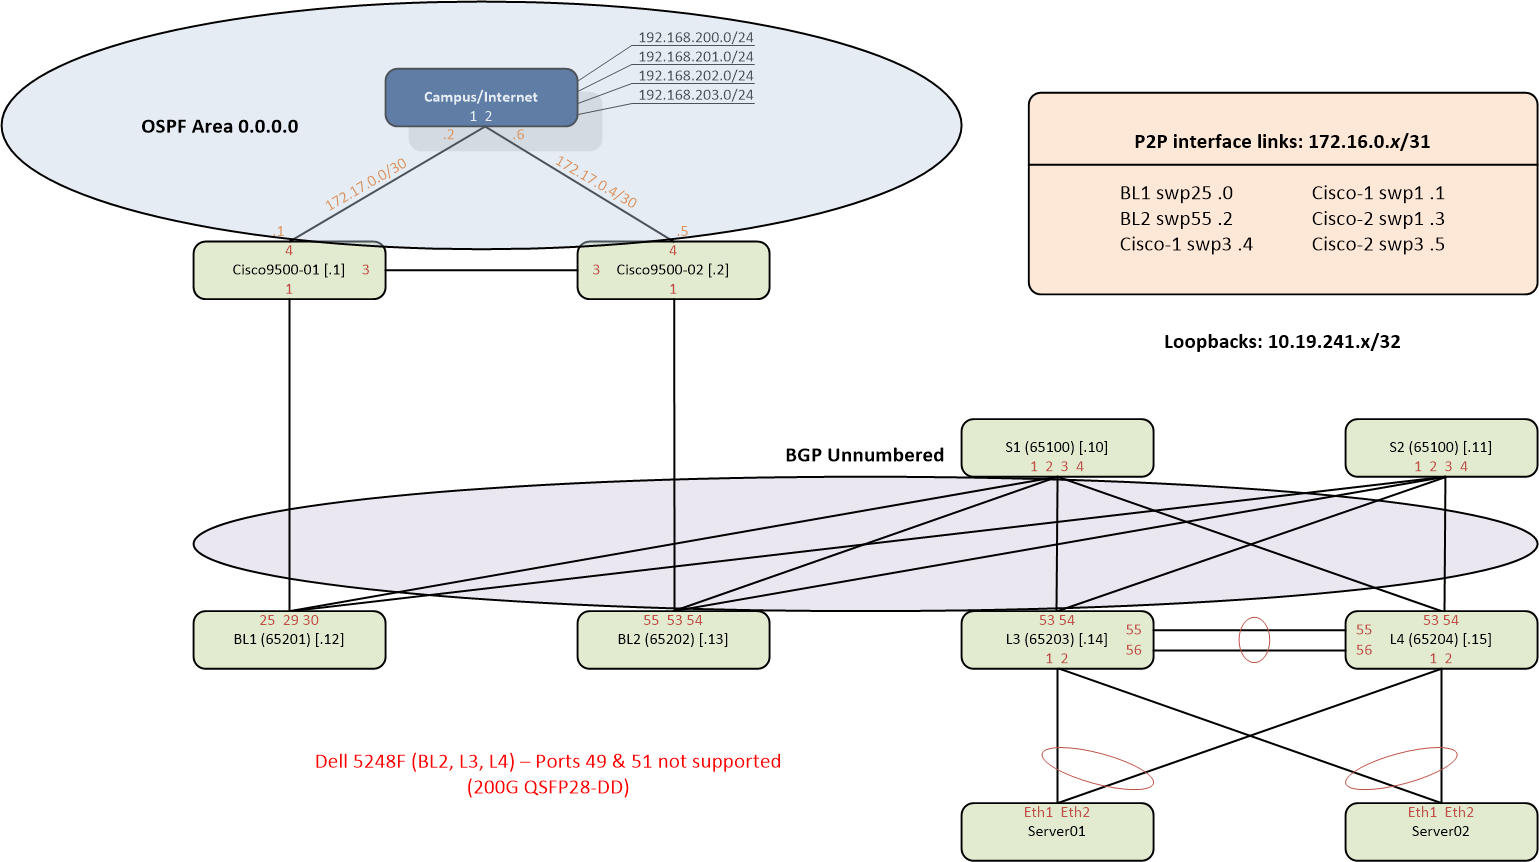 192.168.200.0/24
192.168.201.0/24
192.168.202.0/24
192.168.203.0/24
Campus/Internet
1 2
OSPF Area 0.0.0.0
.2
.6
172.17.0.0/30
172.17.0.4/30
.1
.5
4
Cisco9500-01 [.1] 3
1
4
3 Cisco9500-02 [.2]
1
P2P interface links: 172.16.0.x/31
BL1 swp25 .0 Cisco-1 swp1 .1
BL2 swp55 .2 Cisco-2 swp1 .3
Cisco-1 swp3 .4 Cisco-2 swp3 .5
Loopbacks: 10.19.241.x/32
BGP Unnumbered
S1 (65100) [.10]
1 2 3 4
S2 (65100) [.11]
1 2 3 4
25 29 30
BL1 (65201) [.12]
55 53 54
BL2 (65202) [.13]
53 54
55
L3 (65203) [.14]
56
1 2
53 54
55
L4 (65204) [.15]
56
1 2
Dell 5248F (BL2, L3, L4) – Ports 49 & 51 not supported
(200G QSFP28-DD)
Eth1 Eth2
Server01
Eth1 Eth2
Server02